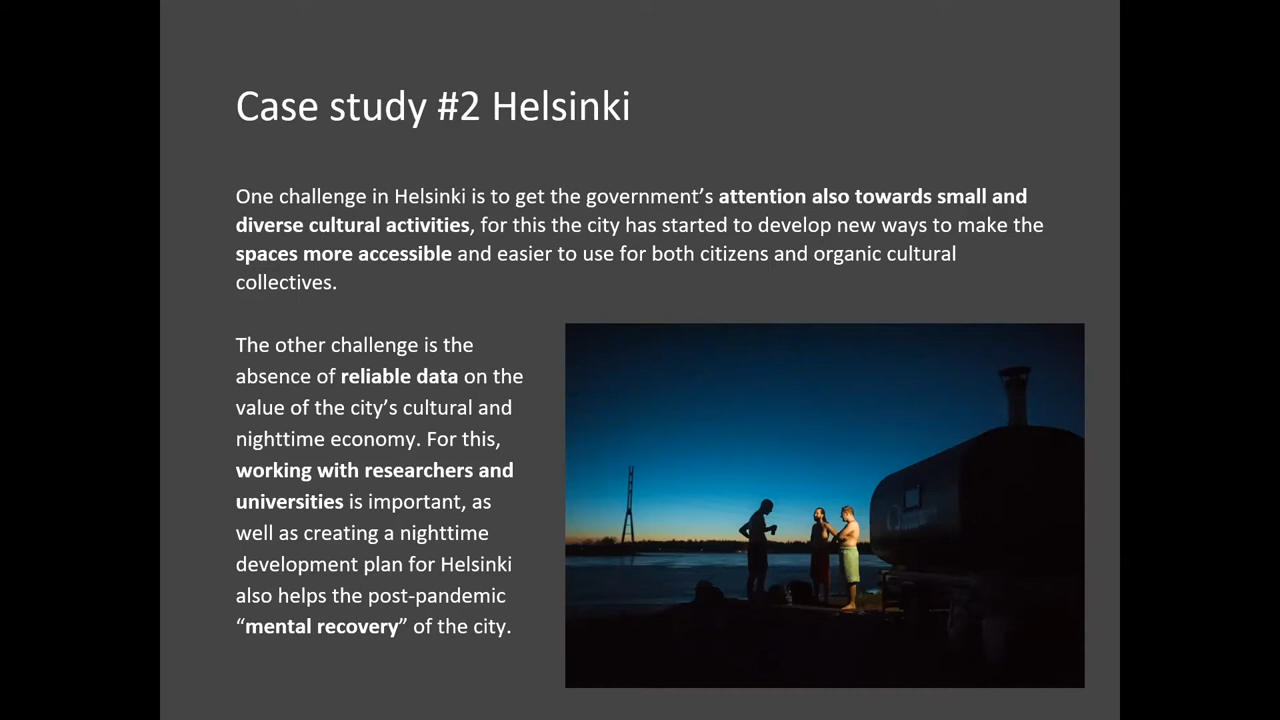 Case study #2 Helsinki
One challenge in Helsinki is to get the government’s attention also towards small and
diverse cultural activities, for this the city has started to develop new ways to make the
spaces more accessible and easier to use for both citizens and organic cultural
collectives.
The other challenge is the
absence of reliable data on the
value of the city’s cultural and
nighttime economy. For this,
working with researchers and
universities is important, as
well as creating a nighttime
development plan for Helsinki
also helps the post-pandemic
“mental recovery” of the city.